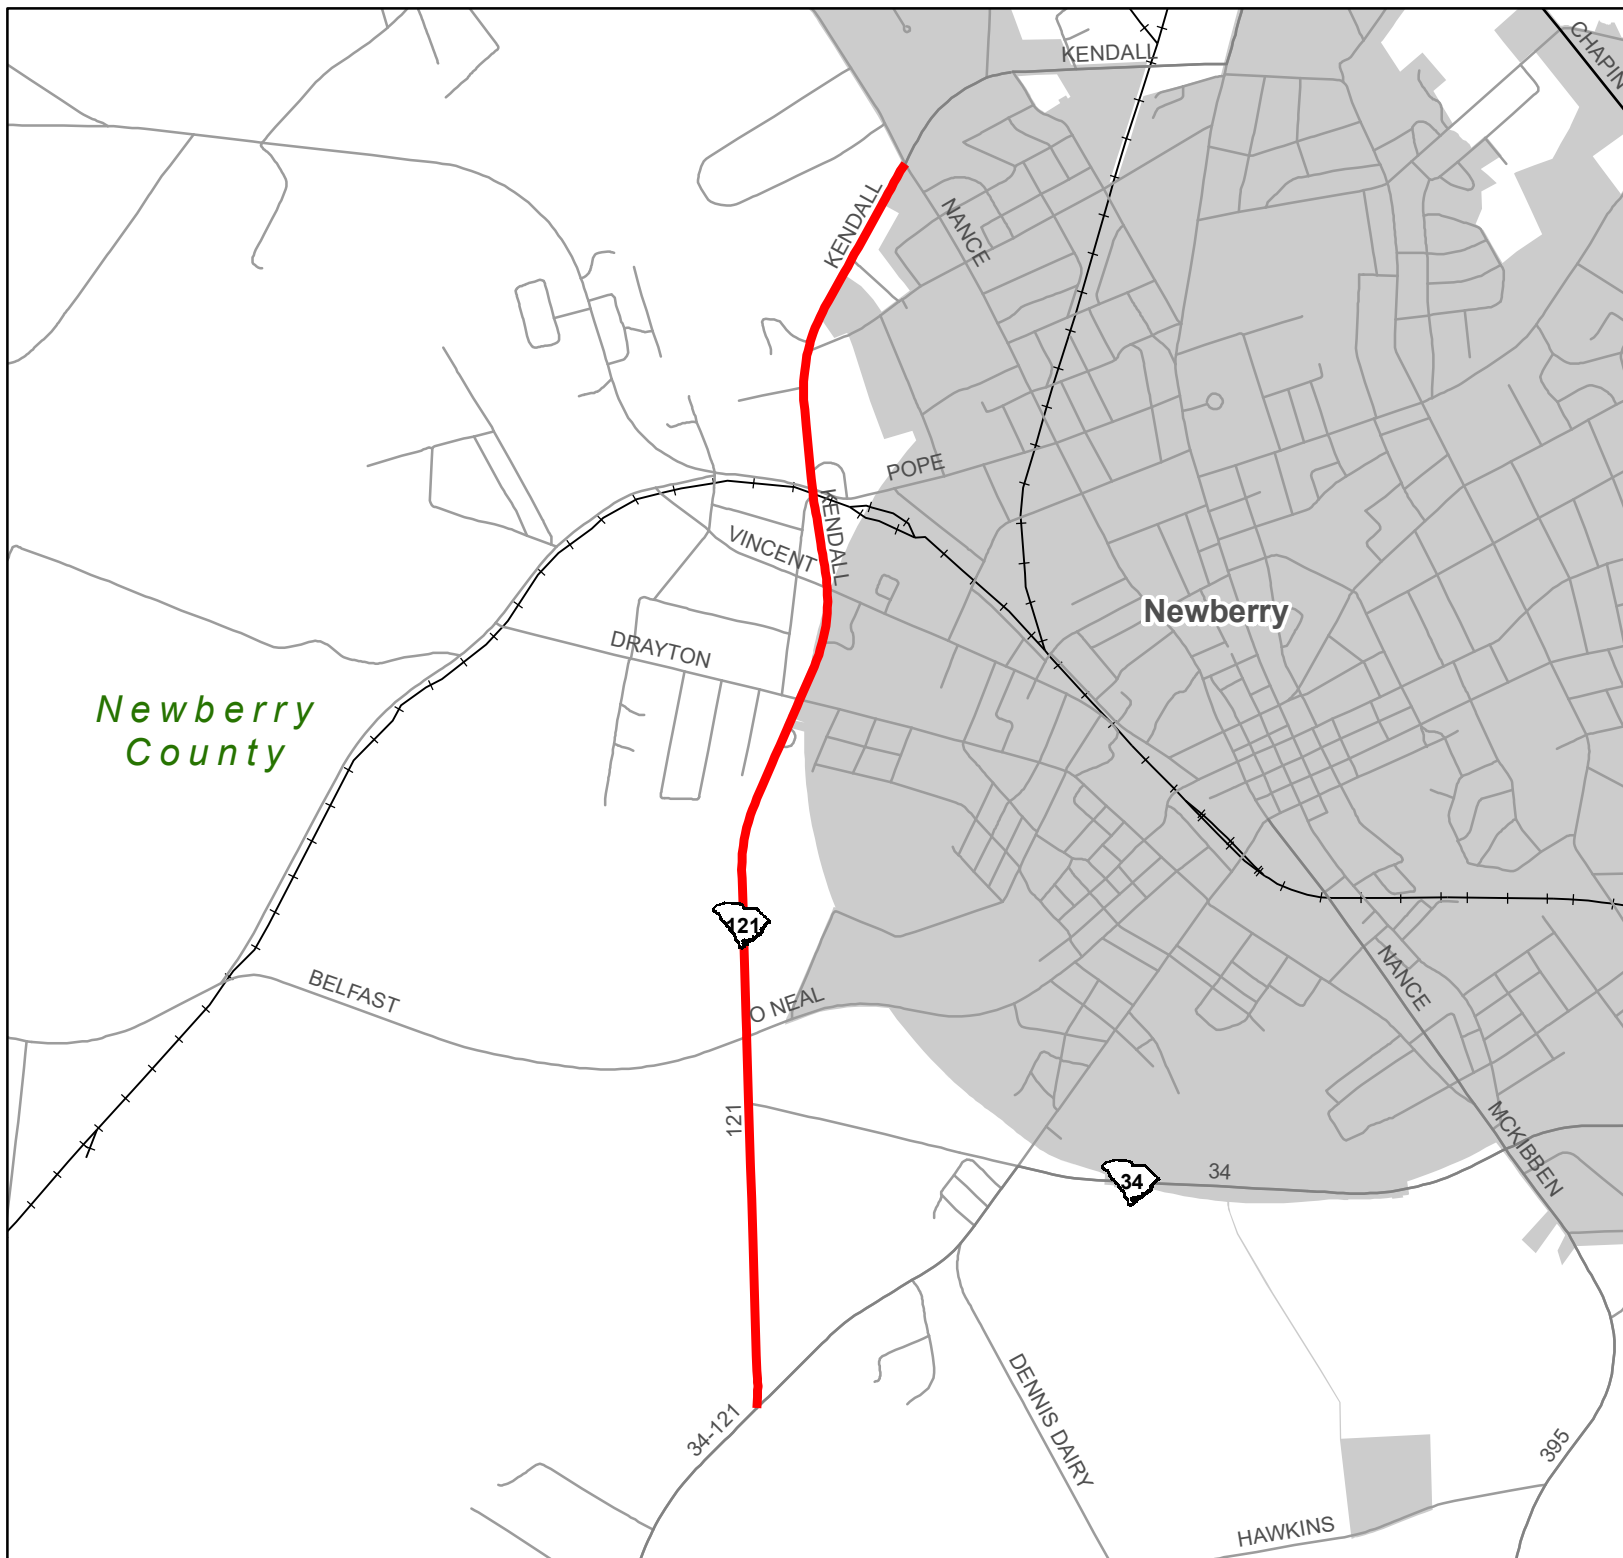 KENDALL
CHAPIN
KENDALL
NANCE
POPE
KENDALL
VINCENT
Newberry
DRAYTON
Newberry
County
121
NANCE
BELFAST
O NEAL
121
MCKIBBEN
34
34
DENNIS DAIRY
34-121
395
HAWKINS